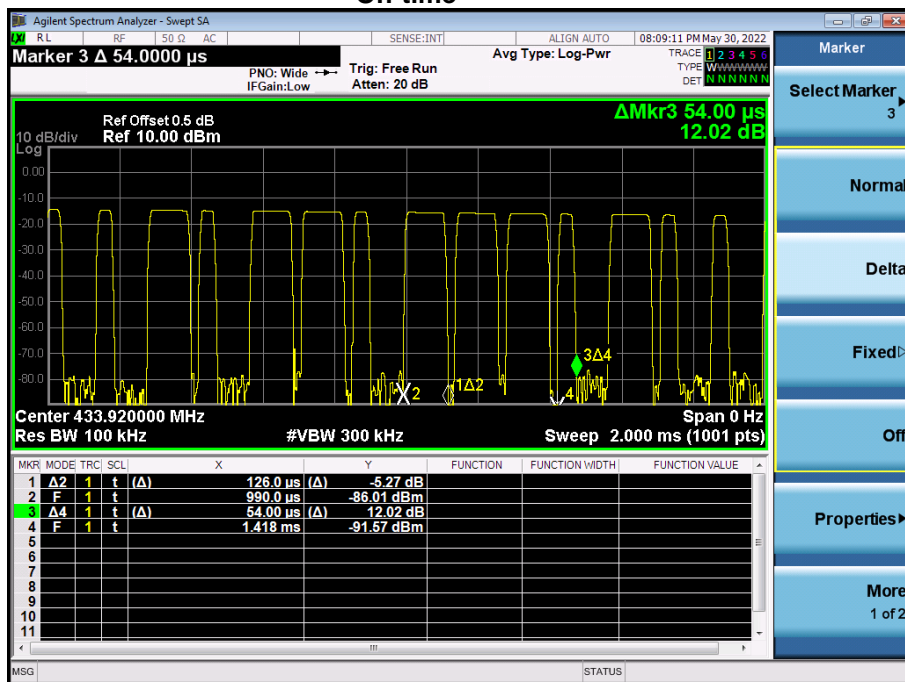 On time
Agilent Spectrum Analyzer - Swept SA
LXI RL RF 50 Ω AC SENSE:INT ALIGN AUTO 08:09:11 PM May 30, 2022
Marker 3 Δ 54.0000 µs
PNO: Wide
IFGain:Low
Trig: Free Run
Atten: 20 dB
Avg Type: Log-Pwr
TRACE 1 2 3 4 5 6
TYPE WWWWWW
DET N N N N N N
Ref Offset 0.5 dB
10 dB/div Ref 10.00 dBm
Log
ΔMkr3 54.00 µs
12.02 dB
0.00
-10.0
-20.0
-30.0
-40.0
-50.0
-60.0
-70.0
-80.0
3Δ4
2
1Δ2
4
Center 433.920000 MHz Span 0 Hz
Res BW 100 kHz #VBW 300 kHz Sweep 2.000 ms (1001 pts)
MKR MODE TRC SCL X Y FUNCTION FUNCTION WIDTH FUNCTION VALUE
1 Δ2 1 t (Δ) 126.0 µs (Δ) -5.27 dB
2 F 1 t 990.0 µs -86.01 dBm
3 Δ4 1 t (Δ) 54.00 µs (Δ) 12.02 dB
4 F 1 t 1.418 ms -91.57 dBm
5
6
7
8
9
10
11
MSG STATUS
Marker
Select Marker
3
Normal
Delta
Fixed
Off
Properties
More
1 of 2